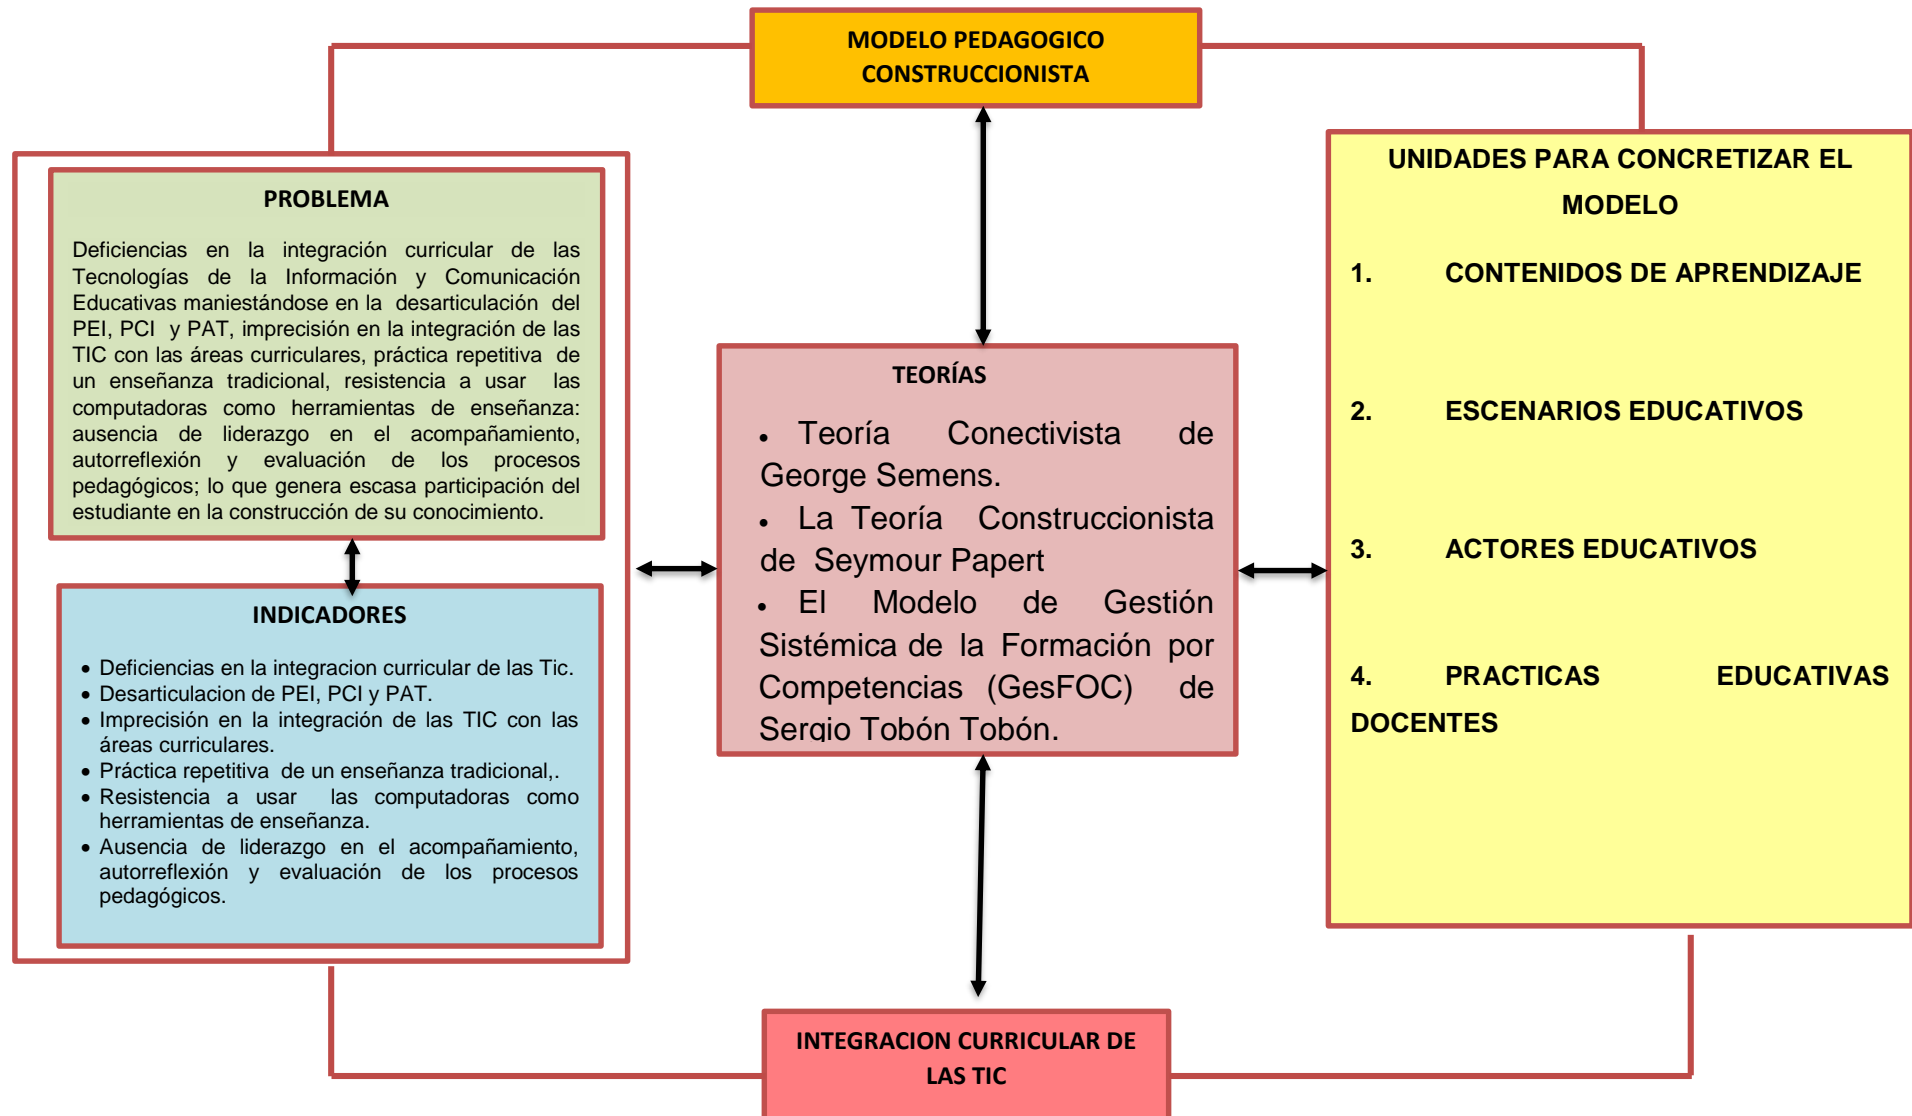 MODELO PEDAGOGICO
CONSTRUCCIONISTA
PROBLEMA
Deficiencias en la integración curricular de las
Tecnologías de la Información y Comunicación
Educativas maniestándose en la desarticulación del
PEI, PCI y PAT, imprecisión en la integración de las
TIC con las áreas curriculares, práctica repetitiva de
un enseñanza tradicional, resistencia a usar las
computadoras como herramientas de enseñanza:
ausencia de liderazgo en el acompañamiento,
autorreflexión y evaluación de los procesos
pedagógicos; lo que genera escasa participación del
estudiante en la construcción de su conocimiento.
INDICADORES
• Deficiencias en la integracion curricular de las Tic.
• Desarticulacion de PEI, PCI y PAT.
• Imprecisión en la integración de las TIC con las
áreas curriculares.
• Práctica repetitiva de un enseñanza tradicional,.
• Resistencia a usar las computadoras como
herramientas de enseñanza.
• Ausencia de liderazgo en el acompañamiento,
autorreflexión y evaluación de los procesos
pedagógicos.
TEORÍAS
• Teoría Conectivista de
George Semens.
• La Teoría Construccionista
de Seymour Papert
• El Modelo de Gestión
Sistémica de la Formación por
Competencias (GesFOC) de
Sergio Tobón Tobón.
UNIDADES PARA CONCRETIZAR EL
MODELO
1. CONTENIDOS DE APRENDIZAJE
2. ESCENARIOS EDUCATIVOS
3. ACTORES EDUCATIVOS
4. PRACTICAS EDUCATIVAS
DOCENTES
INTEGRACION CURRICULAR DE
LAS TIC